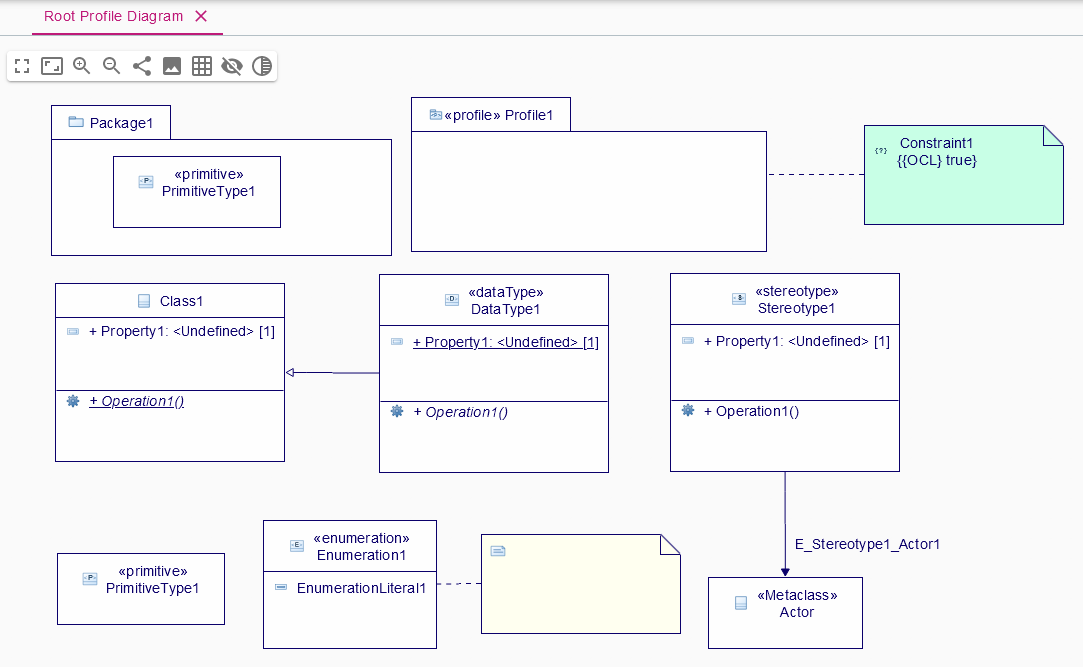 Root Profile Diagram
Package1
«primitive»
PrimitiveType1
«profile» Profile1
Constraint1
{{OCL} true}
Class1
+ Property1: <Undefined> [1]
+ Operation1()
«dataType»
DataType1
+ Property1: <Undefined> [1]
+ Operation1()
«stereotype»
Stereotype1
+ Property1: <Undefined> [1]
+ Operation1()
E_Stereotype1_Actor1
«primitive»
PrimitiveType1
«enumeration»
Enumeration1
EnumerationLiteral1
«Metaclass»
Actor